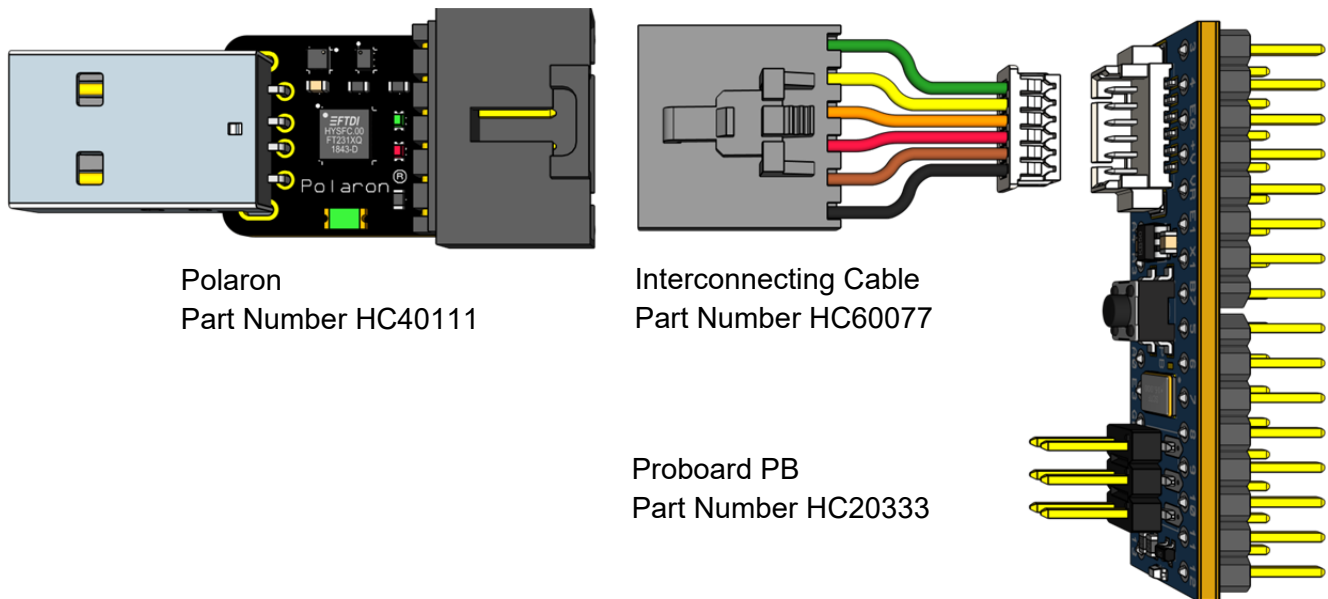 FTDI
HYSFC.00
FT231XQ
1843-D
Polaron®
Polaron
Part Number HC40111
Interconnecting Cable
Part Number HC60077
Proboard PB
Part Number HC20333